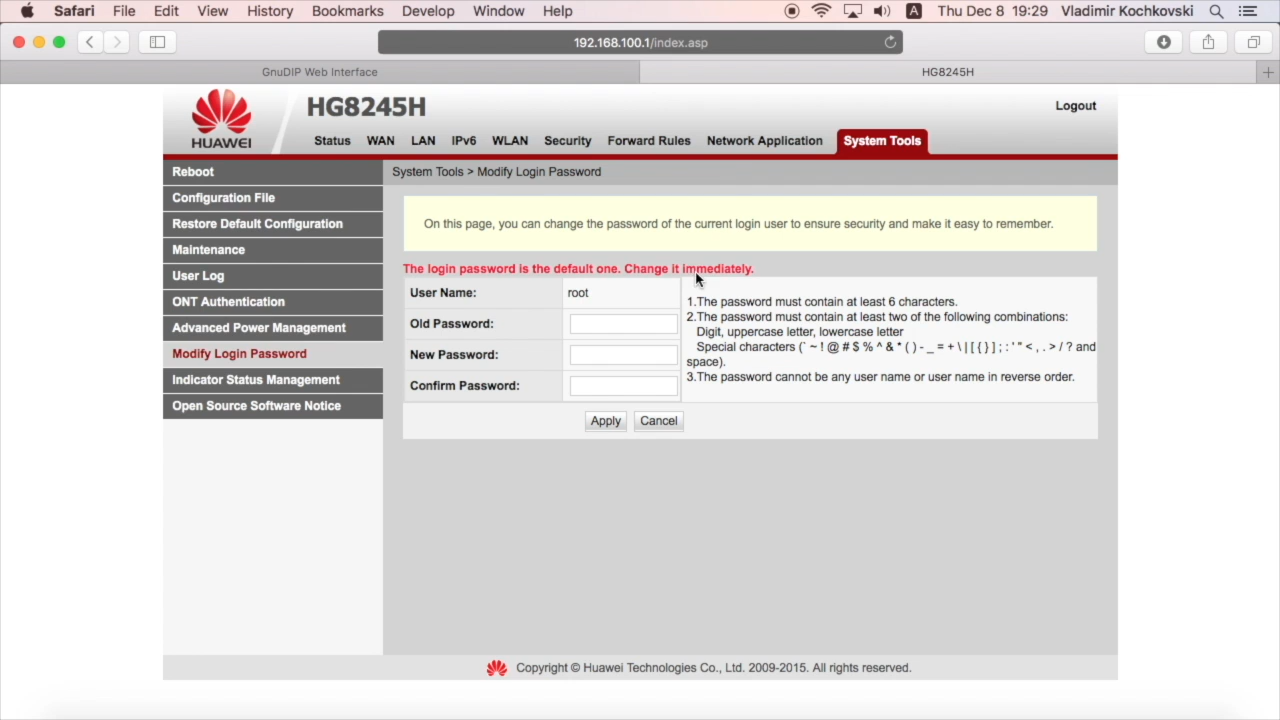 Safari File Edit View History Bookmarks Develop Window Help A Thu Dec 8 19:29 Vladimir Kochkovski
192.168.100.1/index.asp
GnuDIP Web Interface HG8245H
HUAWEI
HG8245H
Logout
Status WAN LAN IPv6 WLAN Security Forward Rules Network Application System Tools
Reboot
Configuration File
Restore Default Configuration
Maintenance
User Log
ONT Authentication
Advanced Power Management
Modify Login Password
Indicator Status Management
Open Source Software Notice
System Tools > Modify Login Password
On this page, you can change the password of the current login user to ensure security and make it easy to remember.
The login password is the default one. Change it immediately.
User Name: root
Old Password:
New Password:
Confirm Password:
1.The password must contain at least 6 characters.
2.The password must contain at least two of the following combinations:
Digit, uppercase letter, lowercase letter
Special characters (` ~ ! @ # $ % ^ & * ( ) - _ = + \ | [ { } ] ; : ' " < , . > / ? and
space).
3.The password cannot be any user name or user name in reverse order.
Apply Cancel
Copyright © Huawei Technologies Co., Ltd. 2009-2015. All rights reserved.